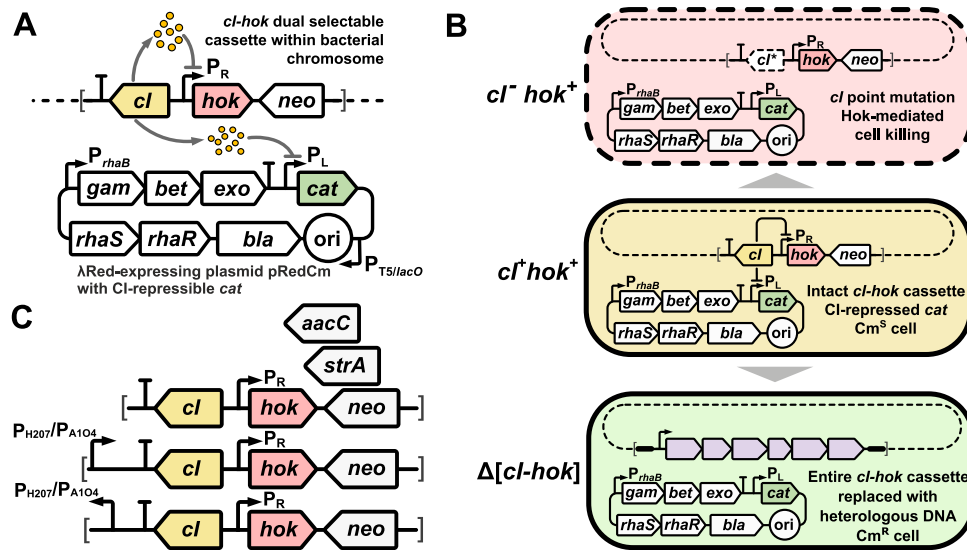 A
cI-hok dual selectable
cassette within bacterial
chromosome
PR
cI
hok
neo
PrhaB
PL
gam
bet
exo
cat
rhaS
rhaR
bla
ori
PT5/lacO
λRed-expressing plasmid pRedCm
with CI-repressible cat
B
cI- hok+
PR
cI*
hok
neo
PrhaB
PL
gam
bet
exo
cat
rhaS
rhaR
bla
ori
cI point mutation
Hok-mediated
cell killing
cI+hok+
PR
cI
hok
neo
PrhaB
PL
gam
bet
exo
cat
rhaS
rhaR
bla
ori
Intact cI-hok cassette
CI-repressed cat
CmS cell
Δ[cI-hok]
PrhaB
PL
gam
bet
exo
cat
rhaS
rhaR
bla
ori
Entire cI-hok cassette
replaced with
heterologous DNA
CmR cell
C
aacC
strA
PR
cI
hok
neo
PH207/PA1O4
PR
cI
hok
neo
PH207/PA1O4
PR
cI
hok
neo